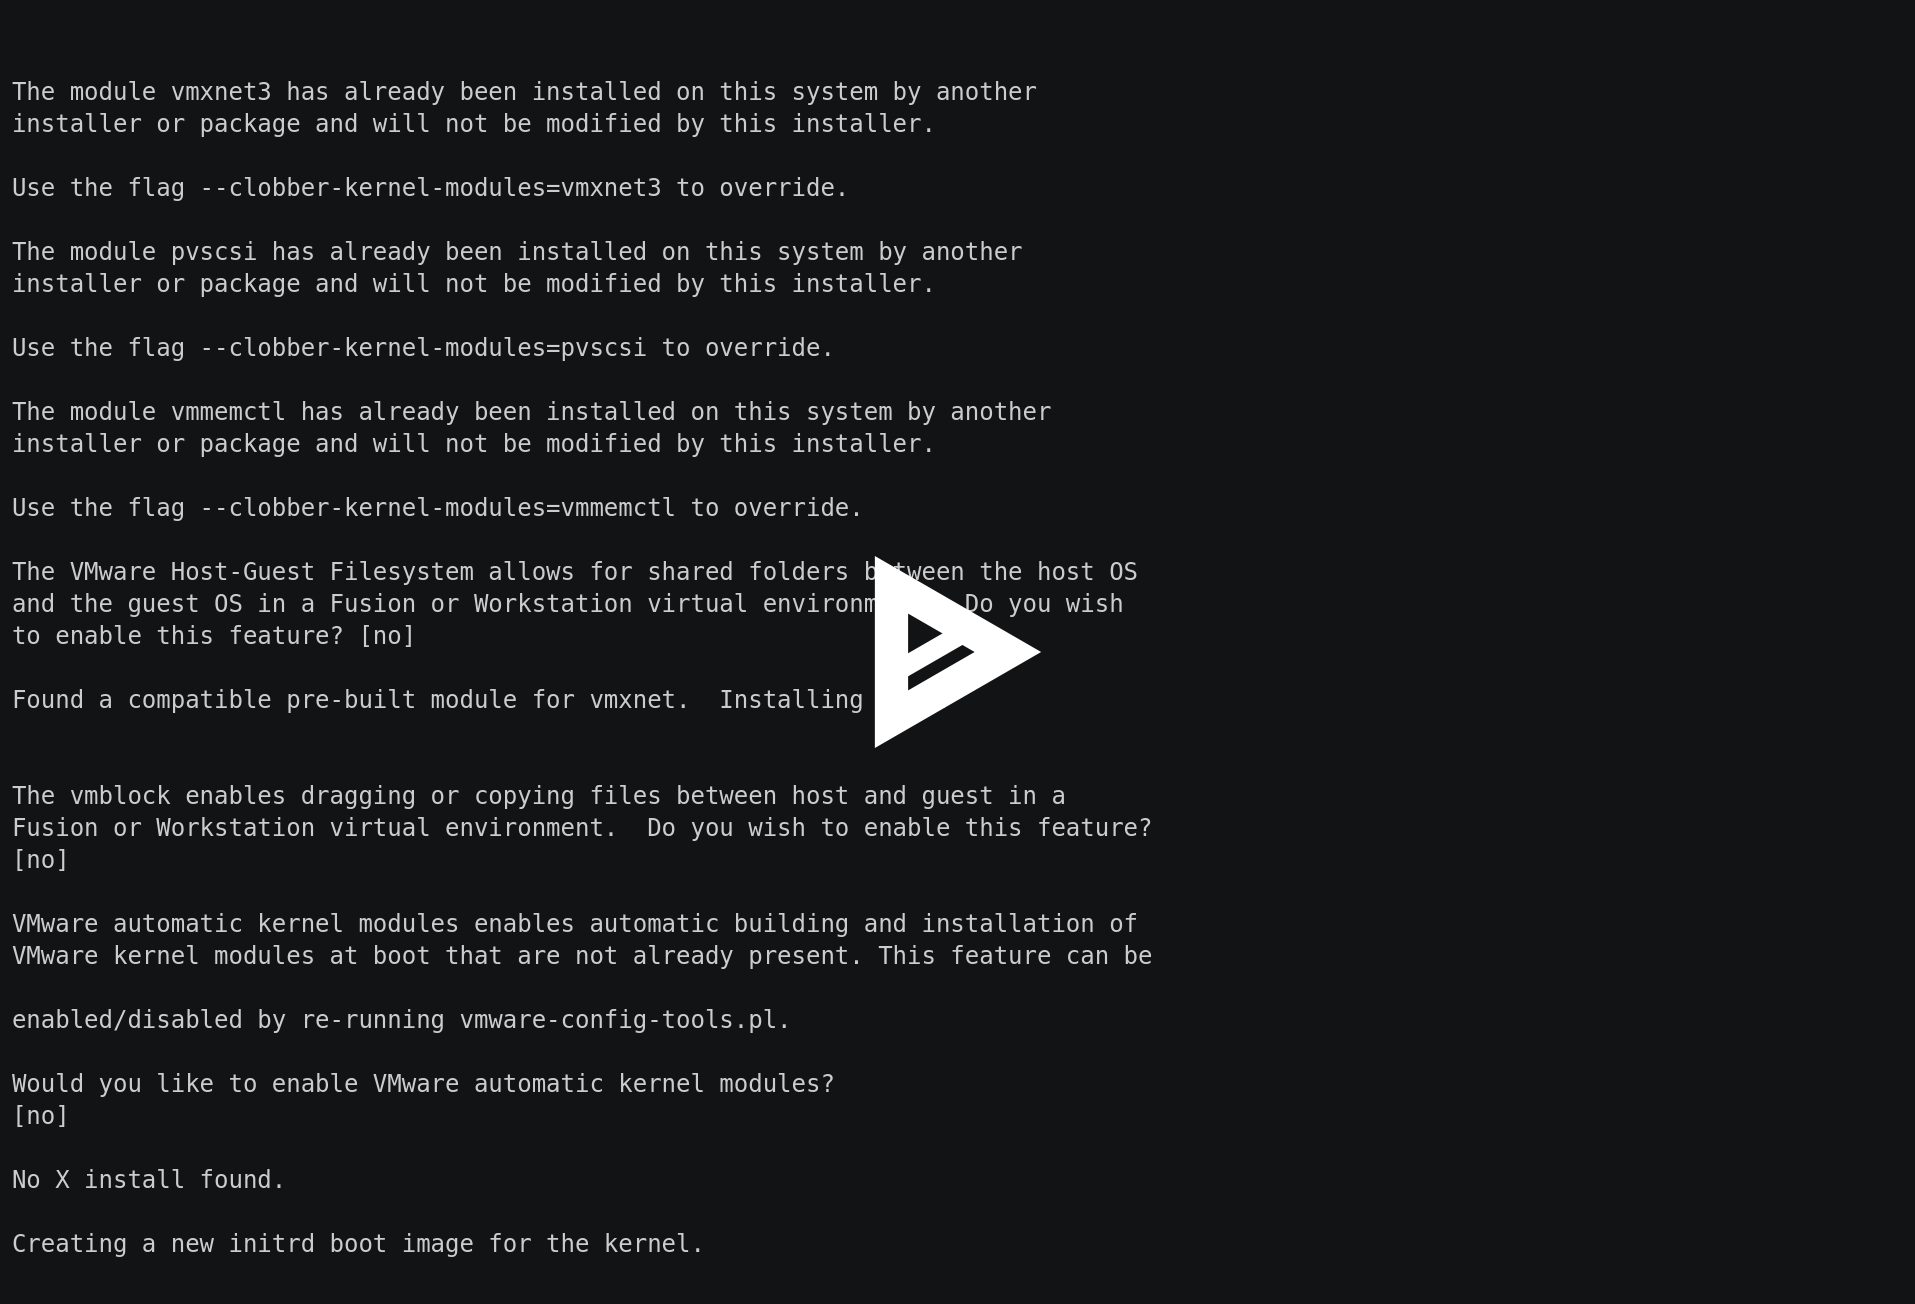 The module vmxnet3 has already been installed on this system by another
installer or package and will not be modified by this installer.
Use the flag --clobber-kernel-modules=vmxnet3 to override.
The module pvscsi has already been installed on this system by another
installer or package and will not be modified by this installer.
Use the flag --clobber-kernel-modules=pvscsi to override.
The module vmmemctl has already been installed on this system by another
installer or package and will not be modified by this installer.
Use the flag --clobber-kernel-modules=vmmemctl to override.
The VMware Host-Guest Filesystem allows for shared folders between the host OS
and the guest OS in a Fusion or Workstation virtual Do you wish
to enable this feature? [no]
Found a compatible pre-built module for vmxnet.  Installing
The vmblock enables dragging or copying files between host and guest in a
Fusion or Workstation virtual environment.  Do you wish to enable this feature?
[no]
VMware automatic kernel modules enables automatic building and installation of
VMware kernel modules at boot that are not already present. This feature can be
enabled/disabled by re-running vmware-config-tools.pl.
Would you like to enable VMware automatic kernel modules?
[no]
No X install found.
Creating a new initrd boot image for the kernel.